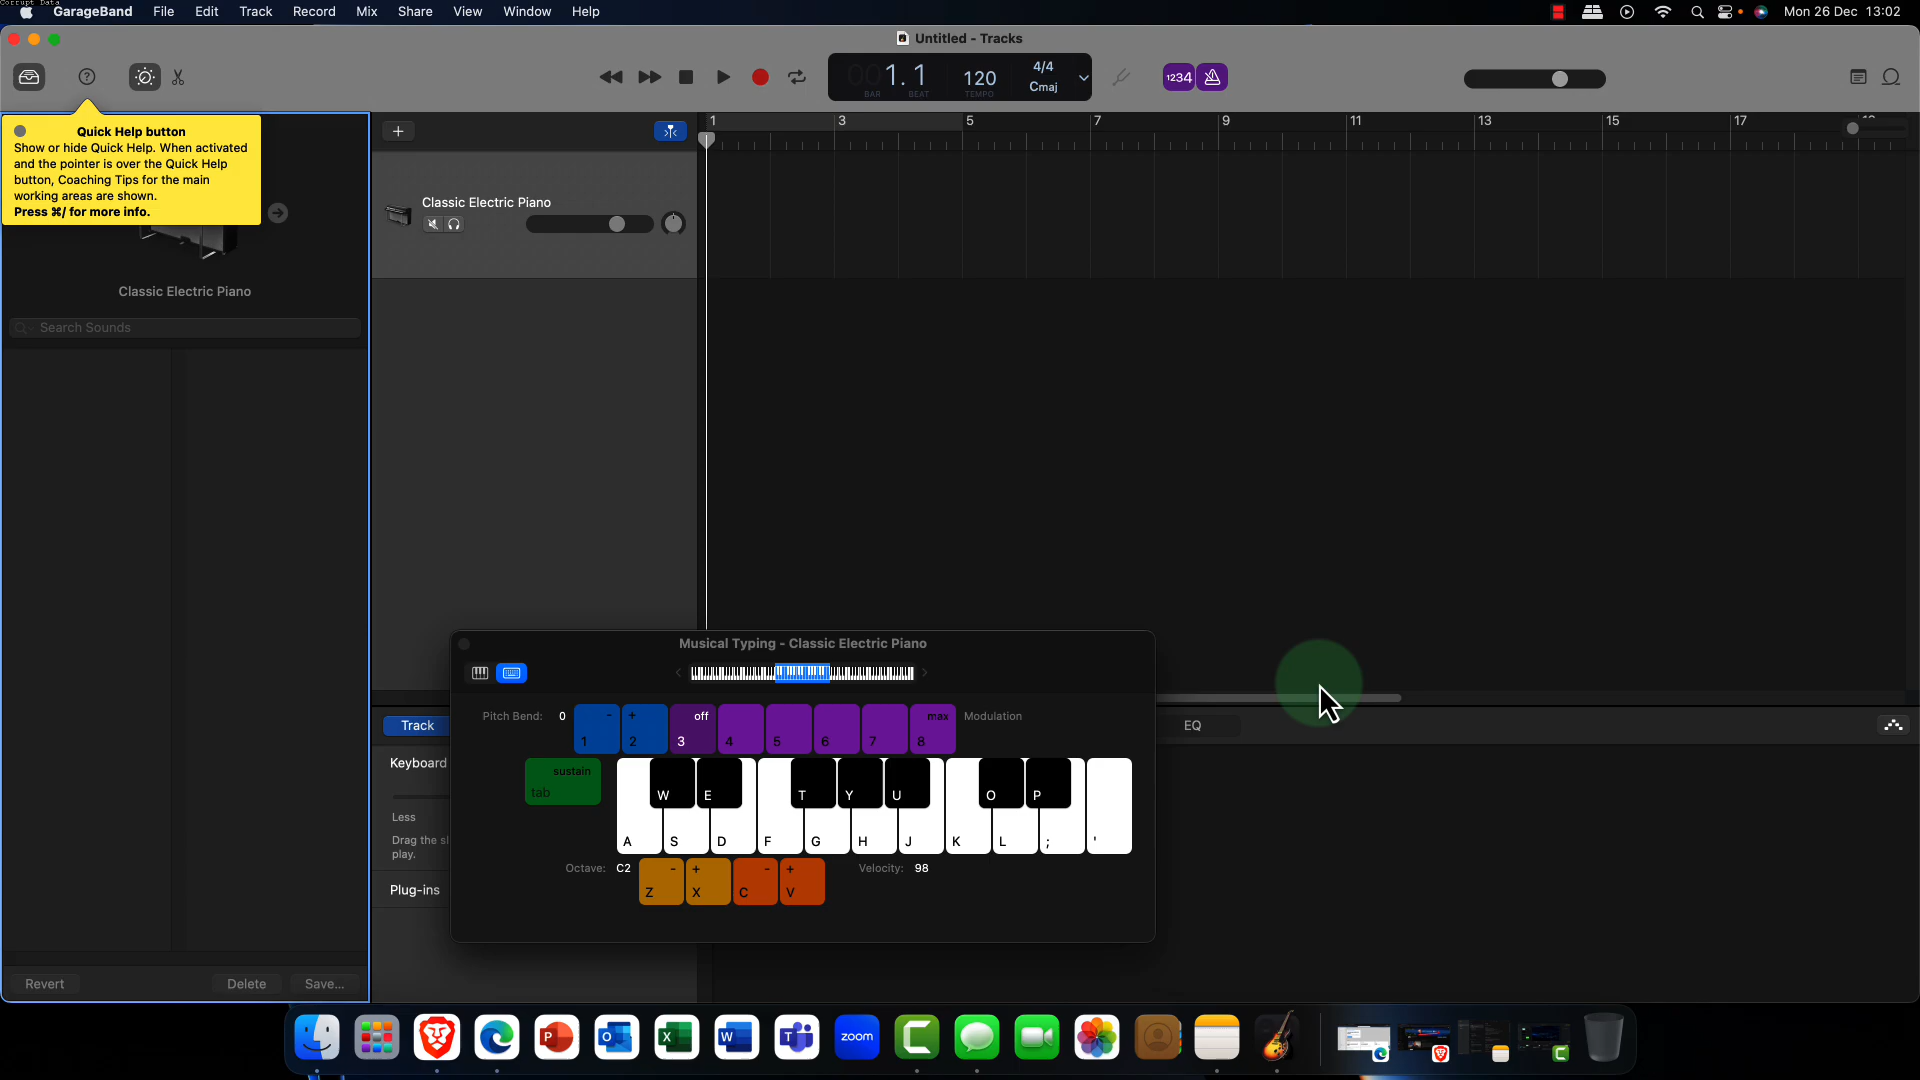 Corrupt Data
GarageBand File Edit Track Record Mix Share View Window Help
Mon 26 Dec 13:02
Untitled - Tracks
001.1
BAR BEAT
120
TEMPO
4/4
Cmaj
1234
Quick Help button
Show or hide Quick Help. When activated
and the pointer is over the Quick Help
button, Coaching Tips for the main
working areas are shown.
Press ⌘/ for more info.
1 3 5 7 9 11 13 15 17
Classic Electric Piano
Classic Electric Piano
Search Sounds
Musical Typing - Classic Electric Piano
Pitch Bend: 0
- 1
+ 2
off 3
4
5
6
7
max 8
Modulation
sustain
tab
W E T Y U O P
A S D F G H J K L ; '
Octave: C2
- Z
+ X
- C
+ V
Velocity: 98
Track
EQ
Keyboard
Less
Drag the sl
play.
Plug-ins
Revert Delete Save...
zoom